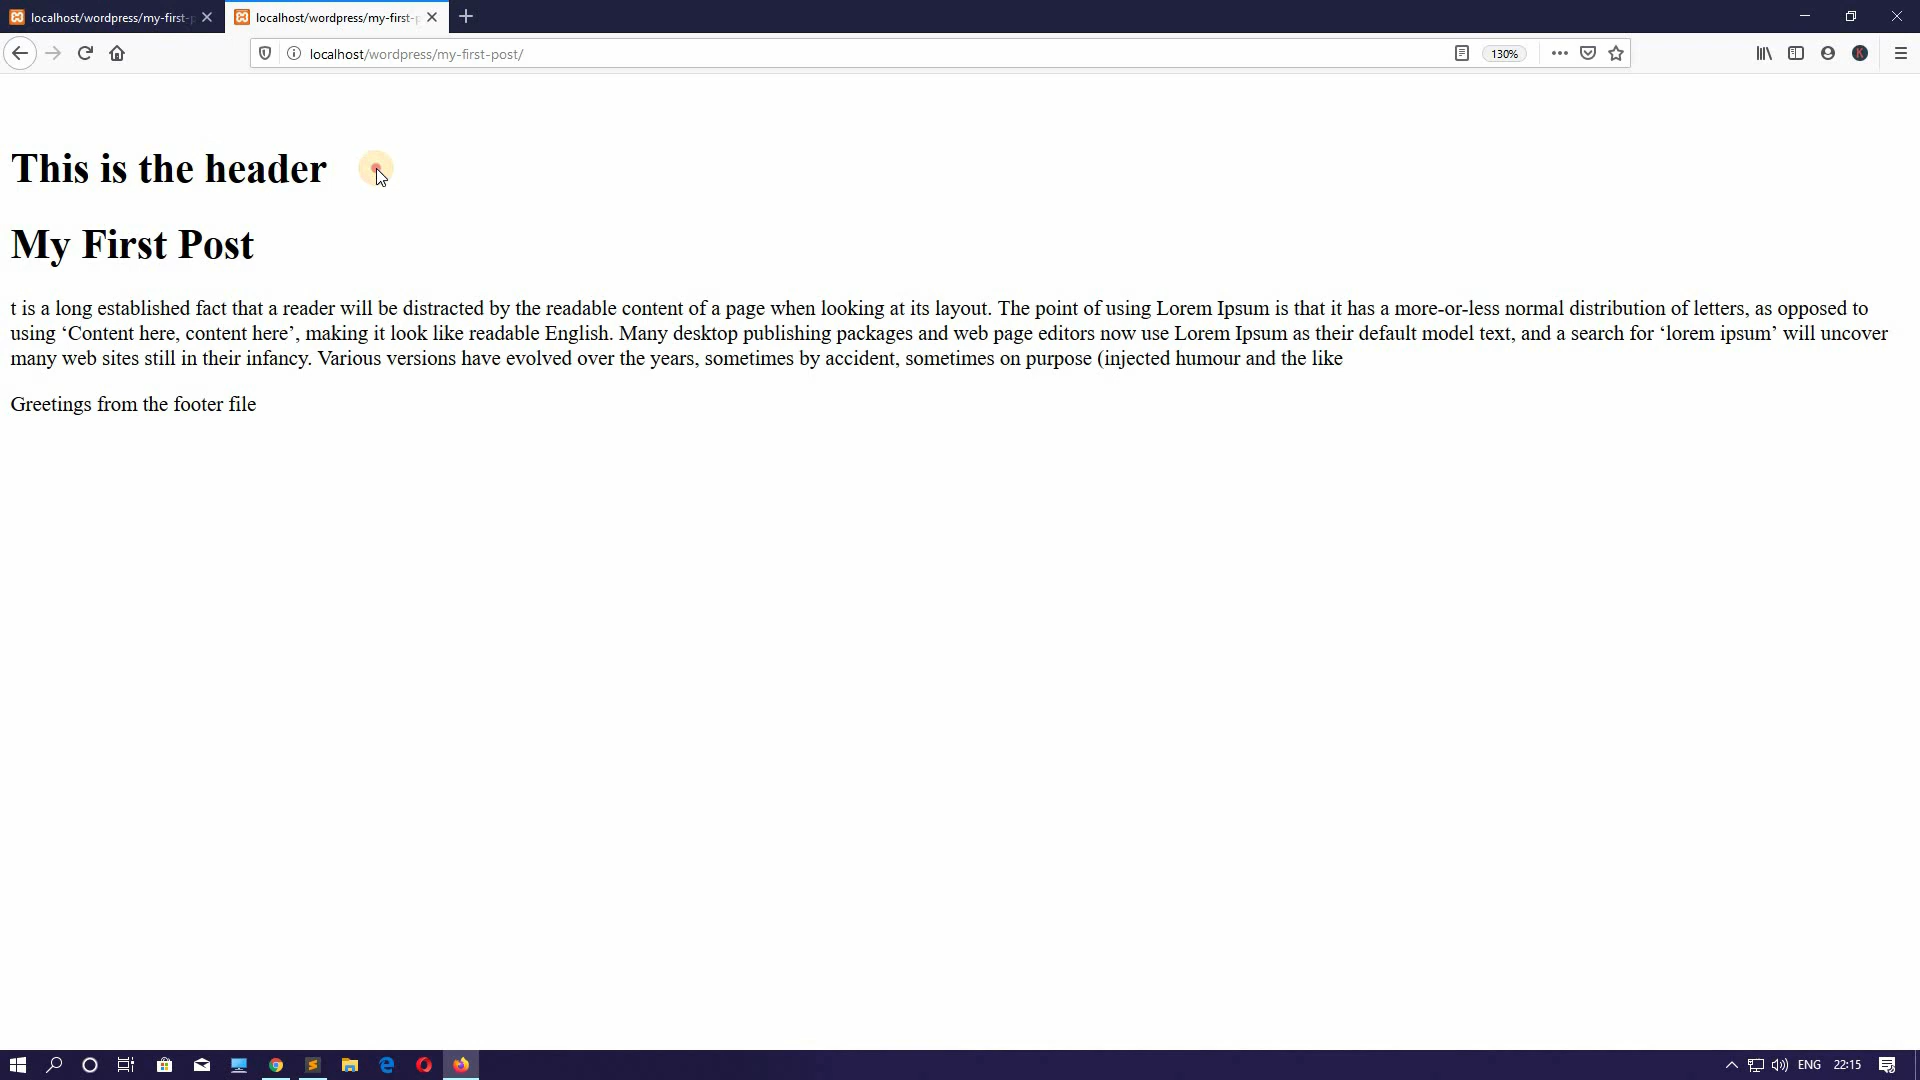 localhost/wordpress/my-first-p
localhost/wordpress/my-first-p
localhost/wordpress/my-first-post/
130%
This is the header
My First Post
t is a long established fact that a reader will be distracted by the readable content of a page when looking at its layout. The point of using Lorem Ipsum is that it has a more-or-less normal distribution of letters, as opposed to
using ‘Content here, content here’, making it look like readable English. Many desktop publishing packages and web page editors now use Lorem Ipsum as their default model text, and a search for ‘lorem ipsum’ will uncover
many web sites still in their infancy. Various versions have evolved over the years, sometimes by accident, sometimes on purpose (injected humour and the like
Greetings from the footer file
ENG
22:15